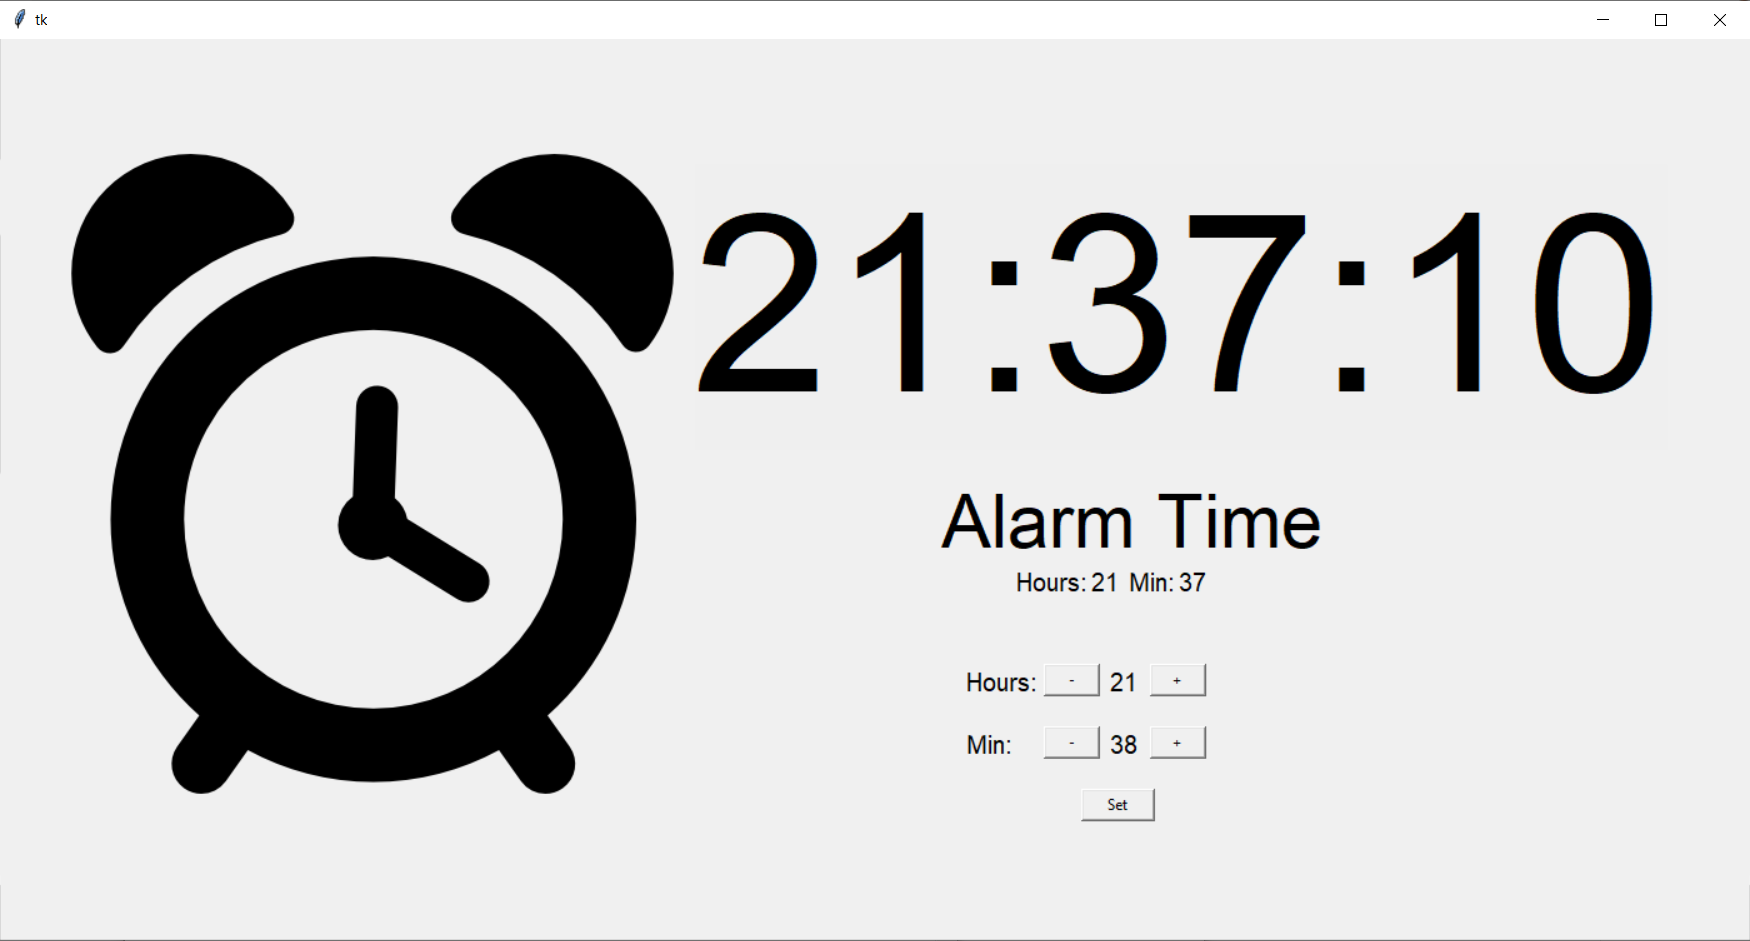 tk
21:37:10
Alarm Time
Hours: 21 Min: 37
Hours: - 21 +
Min: - 38 +
Set